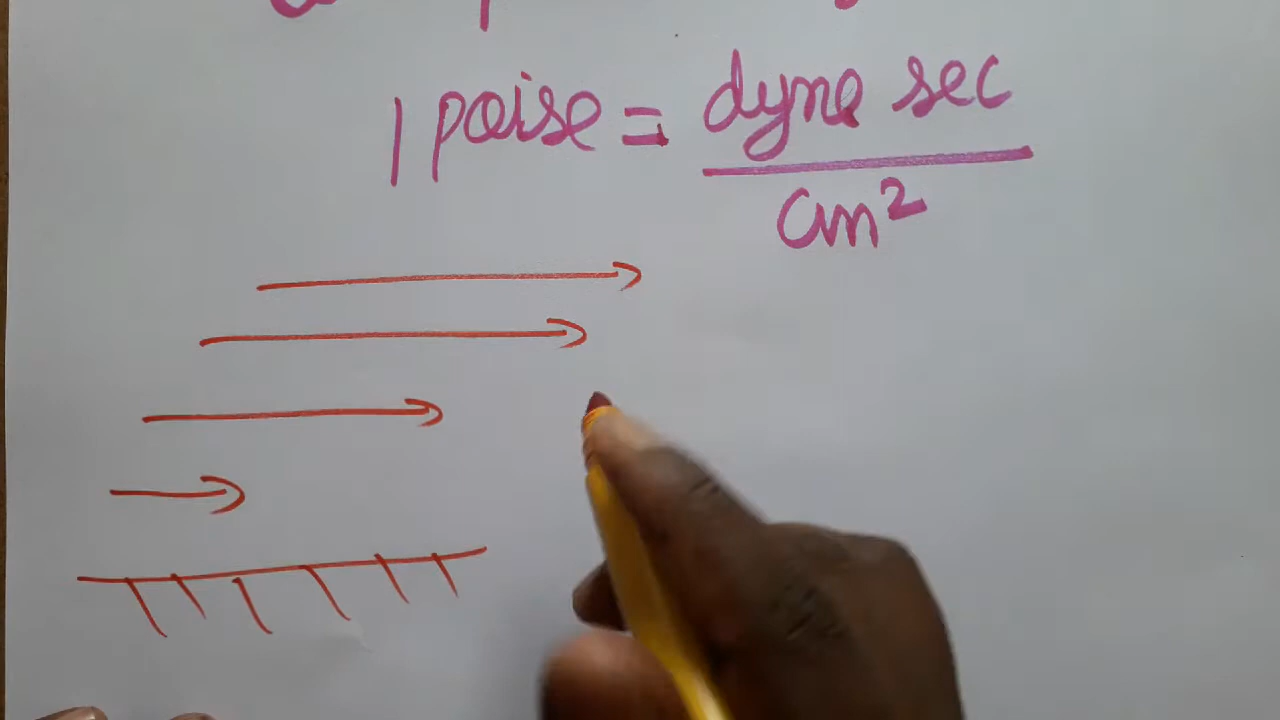 1 poise = dyne sec
cm²